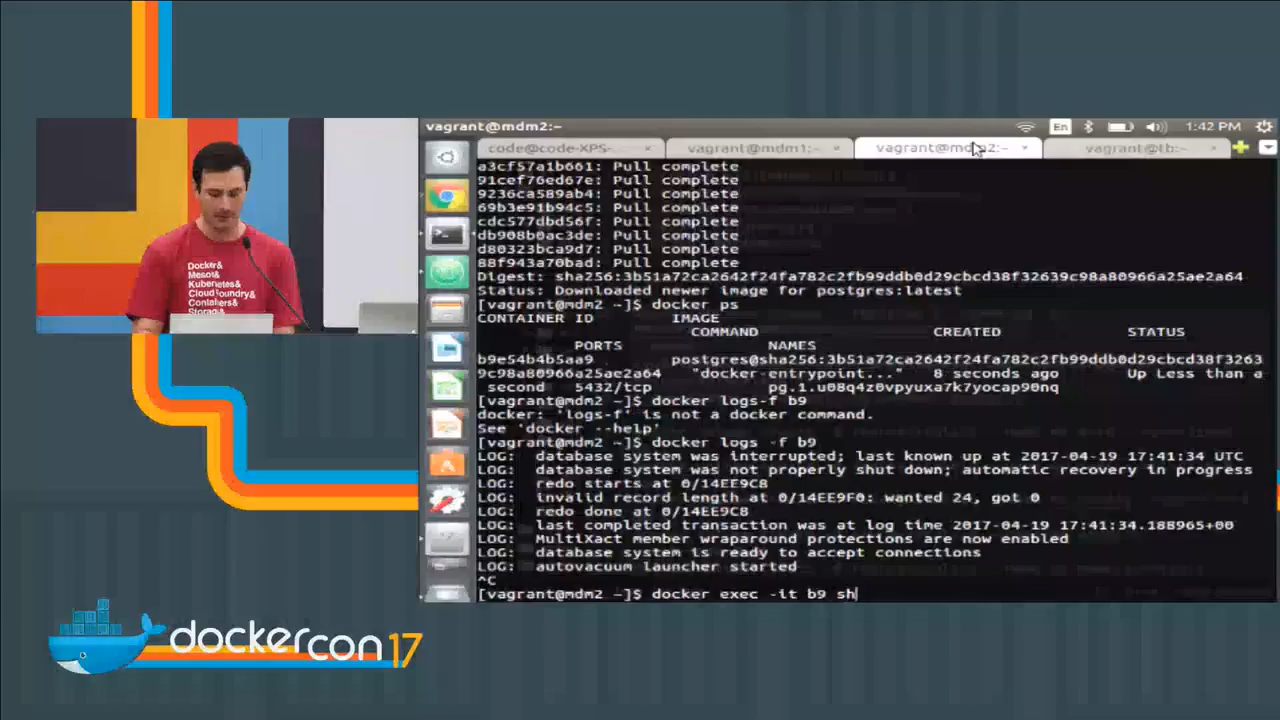 vagrant@mdm2:~
En
1:42 PM
code@code-XPS-...
vagrant@mdm1:~
vagrant@mdm2:~
vagrant@tb:~
a3cf57a1b661: Pull complete
91cef76ed67e: Pull complete
9236ca589ab4: Pull complete
69b3e91b94c5: Pull complete
cdc577dbd56f: Pull complete
db908b0ac3de: Pull complete
d80323bca9d7: Pull complete
88f943a70bad: Pull complete
Digest: sha256:3b51a72ca2642f24fa782c2fb99ddb0d29cbcd38f32639c98a80966a25ae2a64
Status: Downloaded newer image for postgres:latest
[vagrant@mdm2 ~]$ docker ps
CONTAINER ID IMAGE
COMMAND CREATED STATUS
PORTS NAMES
b9e54b4b5aa9 postgres@sha256:3b51a72ca2642f24fa782c2fb99ddb0d29cbcd38f3263
9c98a80966a25ae2a64 "docker-entrypoint..." 8 seconds ago Up Less than a
second 5432/tcp pg.1.u08q4z0vpyuxa7k7yocap90nq
[vagrant@mdm2 ~]$ docker logs-f b9
docker: 'logs-f' is not a docker command.
See 'docker --help'
[vagrant@mdm2 ~]$ docker logs -f b9
LOG: database system was interrupted; last known up at 2017-04-19 17:41:34 UTC
LOG: database system was not properly shut down; automatic recovery in progress
LOG: redo starts at 0/14EE9C8
LOG: invalid record length at 0/14EE9F0: wanted 24, got 0
LOG: redo done at 0/14EE9C8
LOG: last completed transaction was at log time 2017-04-19 17:41:34.188965+00
LOG: MultiXact member wraparound protections are now enabled
LOG: database system is ready to accept connections
LOG: autovacuum launcher started
^C
[vagrant@mdm2 ~]$ docker exec -it b9 sh
Docker&
Mesos&
Kubernetes&
Cloud Foundry&
Containers&
Storage
dockercon 17